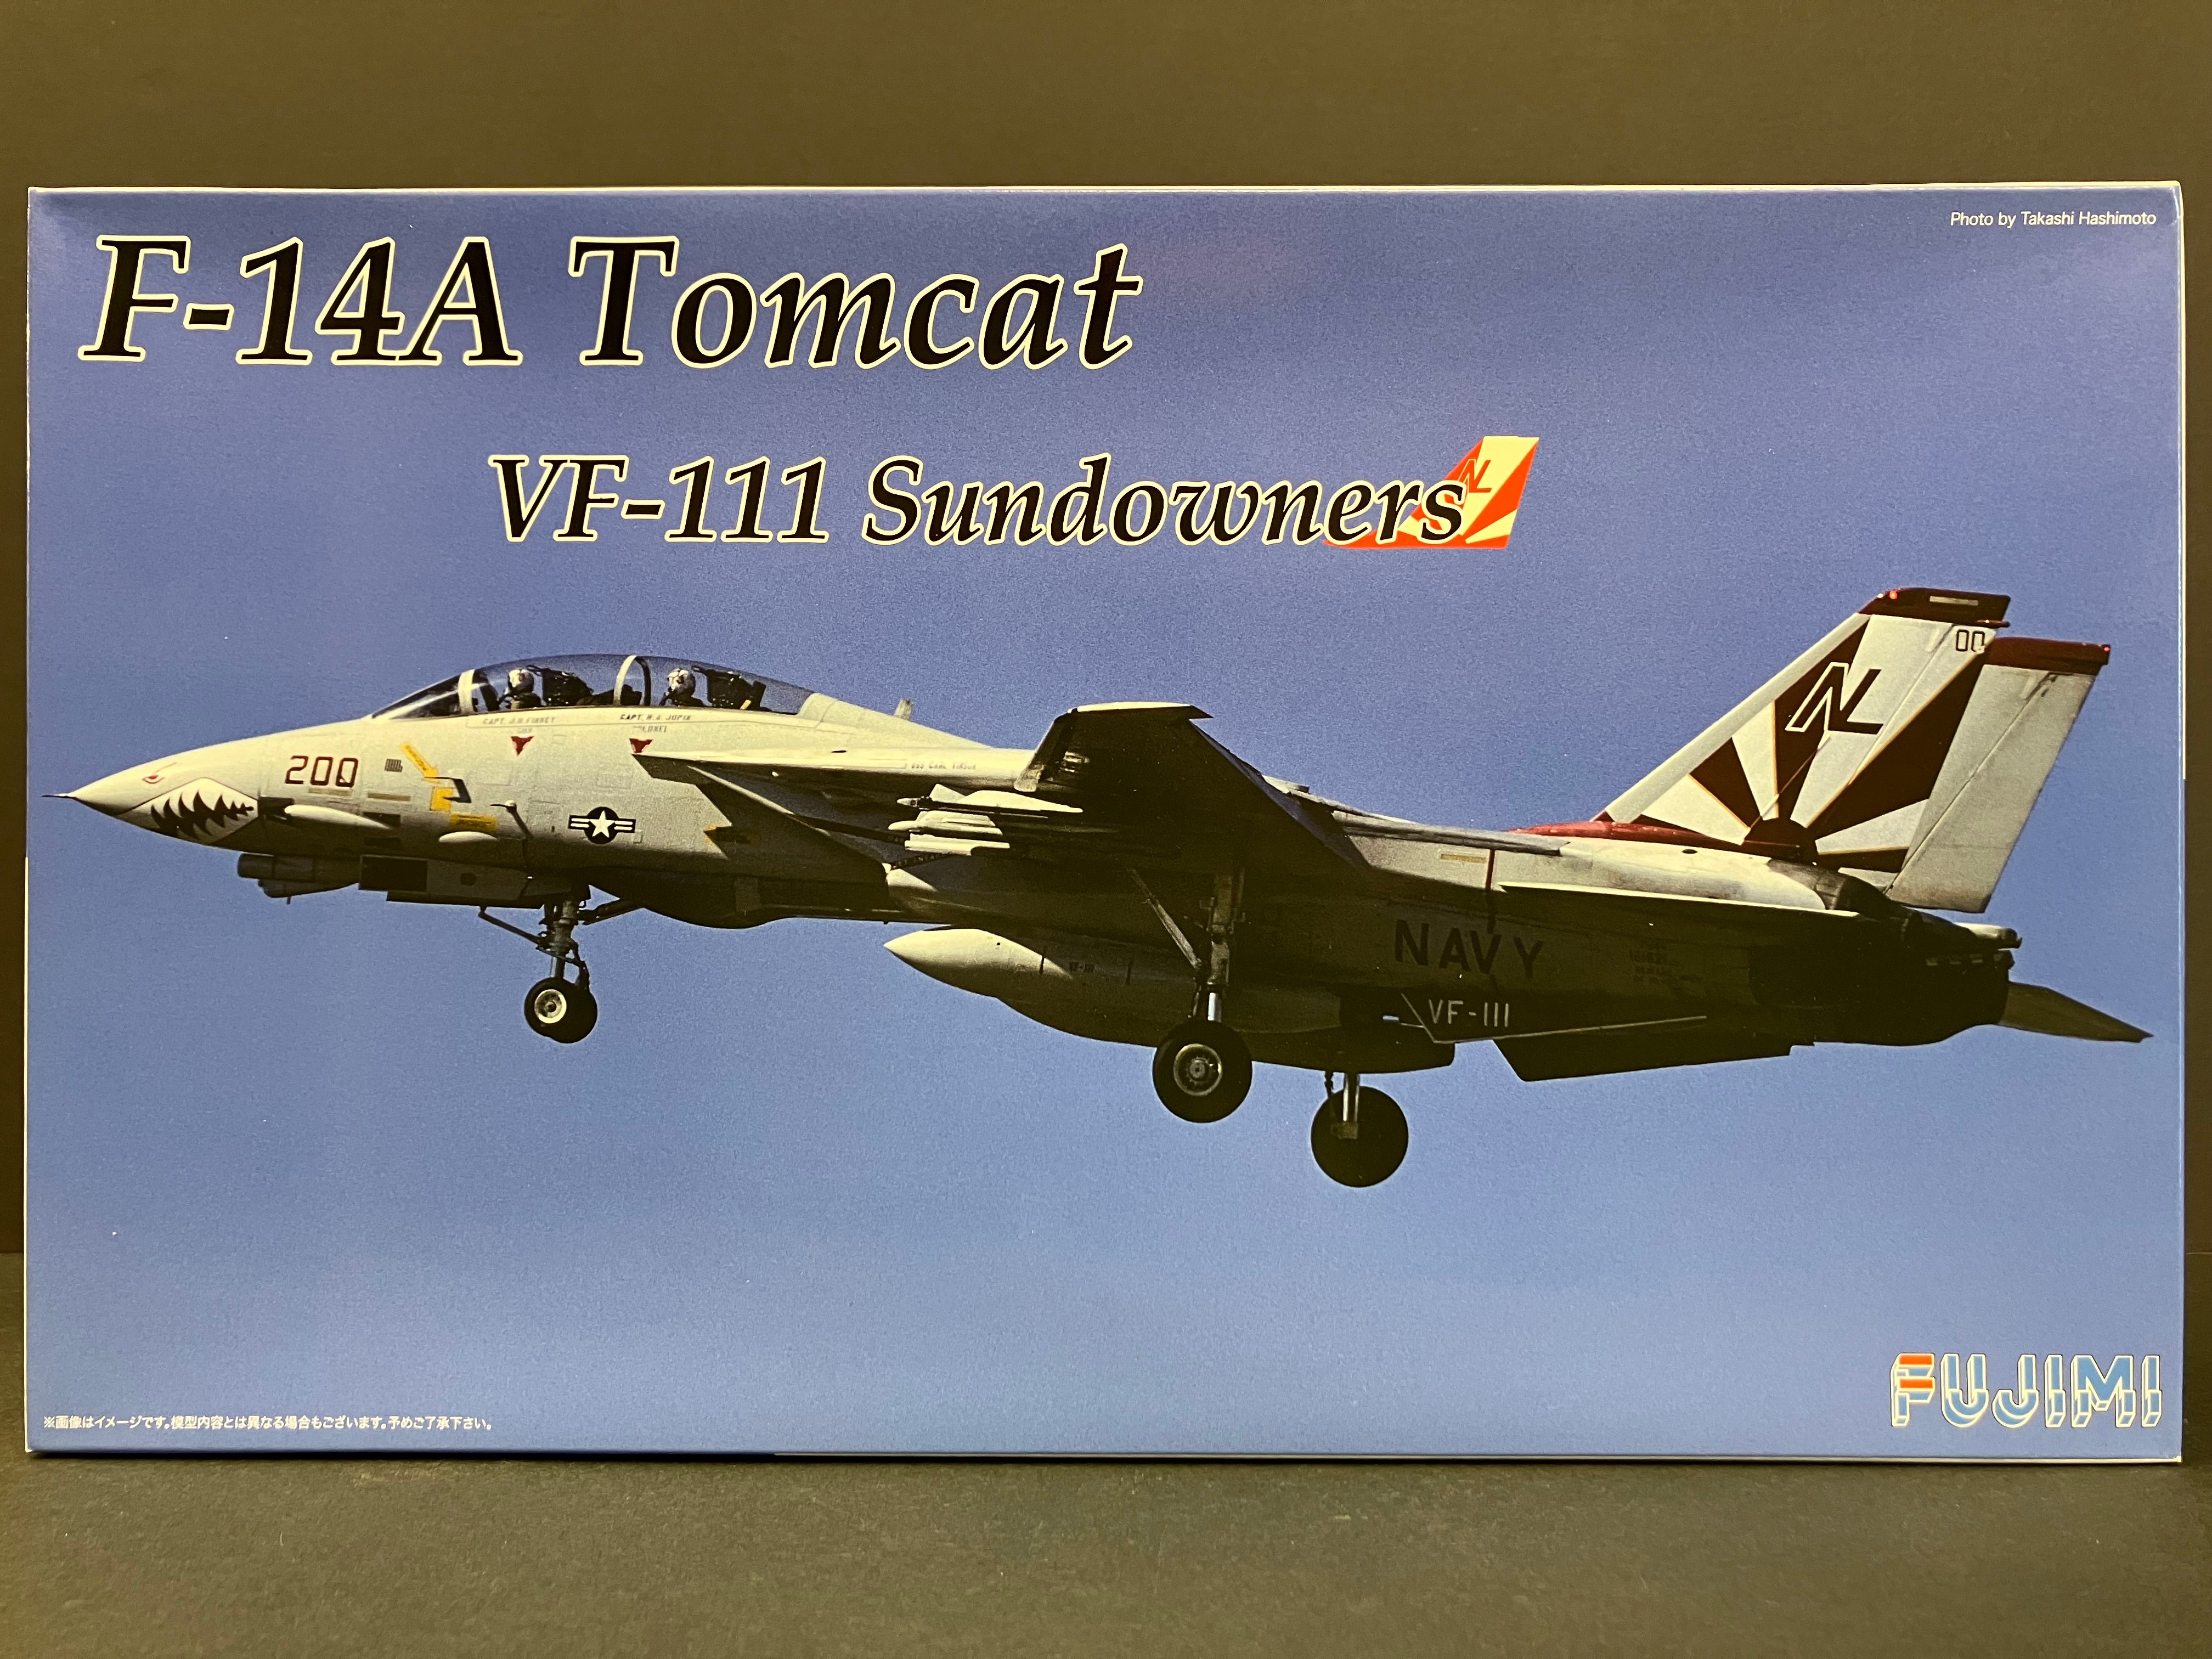 Photo by Takashi Hashimoto
F-14A Tomcat
VF-111 Sundowners
NL
00
NL
CAPT. J.R. FINNEY
200
NAVY
VF-111
※画像はイメージです。模型内容とは異なる場合もございます。予めご了承下さい。
FUJIMI